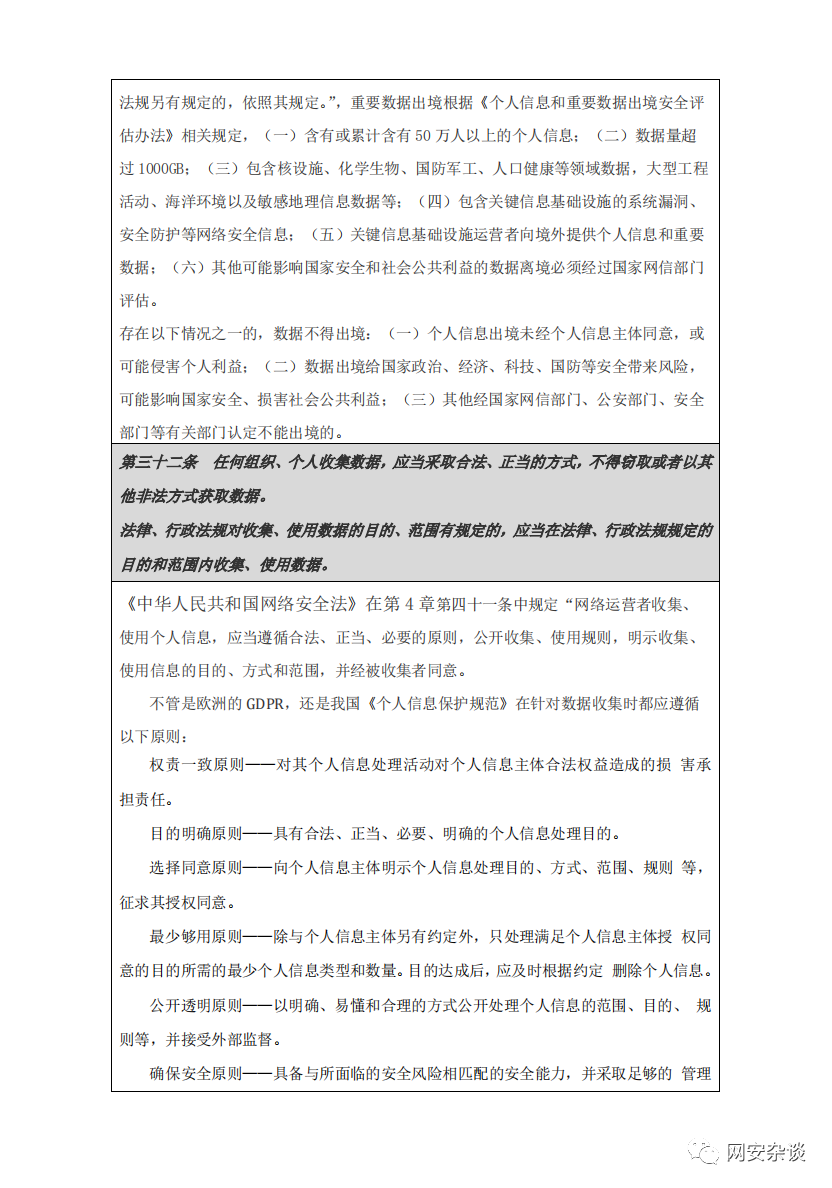 法规另有规定的，依照其规定。”，重要数据出境根据《个人信息和重要数据出境安全评
估办法》相关规定，（一）含有或累计含有 50 万人以上的个人信息；（二）数据量超
过 1000GB；（三）包含核设施、化学生物、国防军工、人口健康等领域数据，大型工程
活动、海洋环境以及敏感地理信息数据等；（四）包含关键信息基础设施的系统漏洞、
安全防护等网络安全信息；（五）关键信息基础设施运营者向境外提供个人信息和重要
数据；（六）其他可能影响国家安全和社会公共利益的数据离境必须经过国家网信部门
评估。
存在以下情况之一的，数据不得出境：（一）个人信息出境未经个人信息主体同意，或
可能侵害个人利益；（二）数据出境给国家政治、经济、科技、国防等安全带来风险，
可能影响国家安全、损害社会公共利益；（三）其他经国家网信部门、公安部门、安全
部门等有关部门认定不能出境的。
第三十二条　任何组织、个人收集数据，应当采取合法、正当的方式，不得窃取或者以其
他非法方式获取数据。
法律、行政法规对收集、使用数据的目的、范围有规定的，应当在法律、行政法规规定的
目的和范围内收集、使用数据。
《中华人民共和国网络安全法》在第 4 章第四十一条中规定“网络运营者收集、
使用个人信息，应当遵循合法、正当、必要的原则，公开收集、使用规则，明示收集、
使用信息的目的、方式和范围，并经被收集者同意。
不管是欧洲的 GDPR，还是我国《个人信息保护规范》在针对数据收集时都应遵循
以下原则：
权责一致原则——对其个人信息处理活动对个人信息主体合法权益造成的损 害承
担责任。
目的明确原则——具有合法、正当、必要、明确的个人信息处理目的。
选择同意原则——向个人信息主体明示个人信息处理目的、方式、范围、规则 等，
征求其授权同意。
最少够用原则——除与个人信息主体另有约定外，只处理满足个人信息主体授 权同
意的目的所需的最少个人信息类型和数量。目的达成后，应及时根据约定 删除个人信息。
公开透明原则——以明确、易懂和合理的方式公开处理个人信息的范围、目的、 规
则等，并接受外部监督。
确保安全原则——具备与所面临的安全风险相匹配的安全能力，并采取足够的 管理
网安杂谈